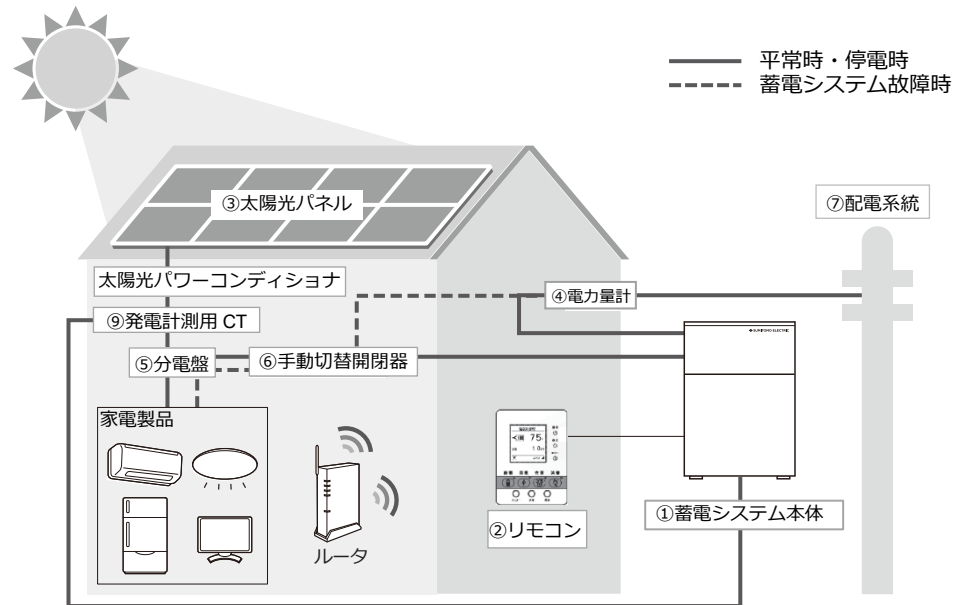 平常時・停電時
蓄電システム故障時
③太陽光パネル
⑦配電系統
太陽光パワーコンディショナ
④電力量計
⑨発電計測用 CT
SUMITOMO ELECTRIC
⑤分電盤
⑥手動切替開閉器
家電製品
75
①蓄電システム本体
②リモコン
ルータ